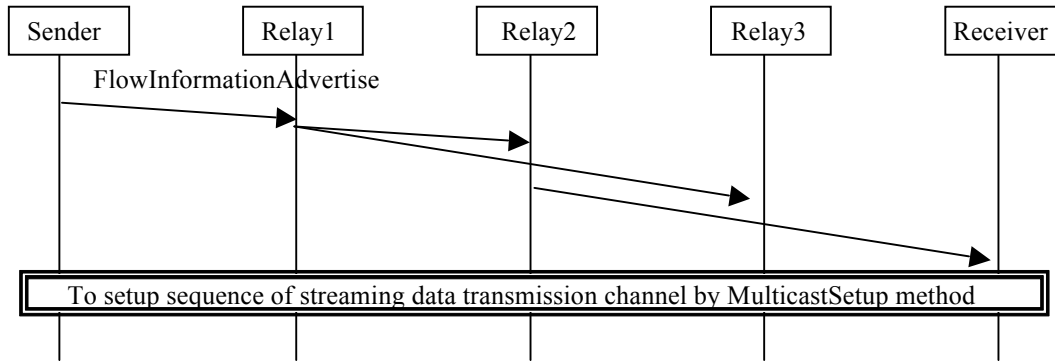 Sender
Relay1
Relay2
Relay3
Receiver
FlowInformationAdvertise
To setup sequence of streaming data transmission channel by MulticastSetup method